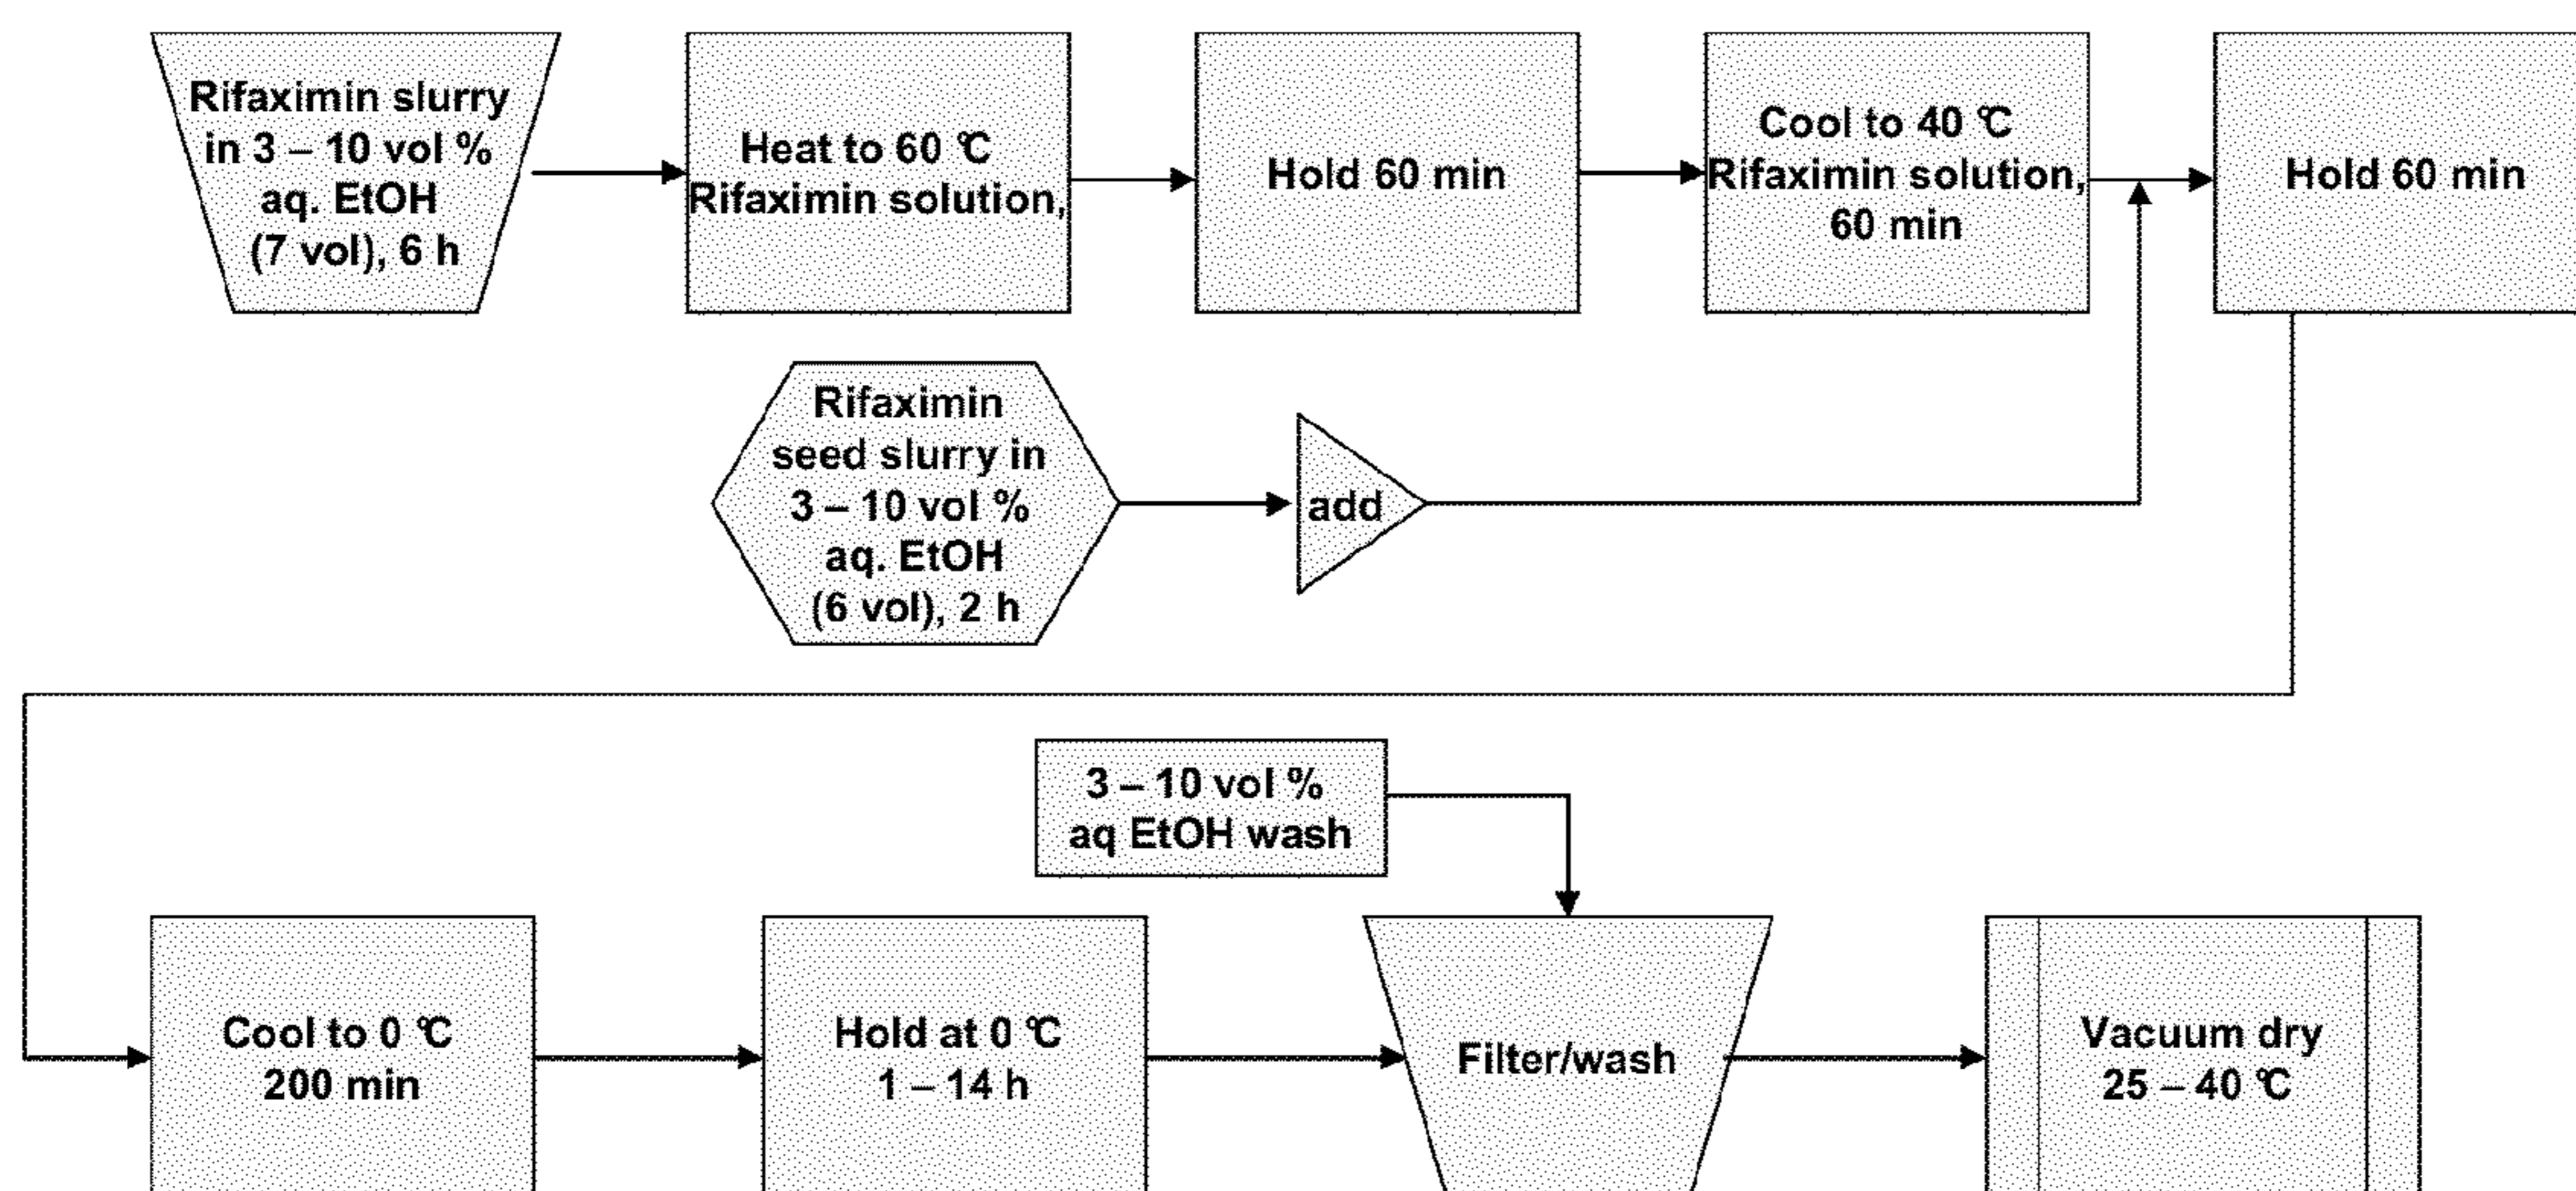 Rifaximin slurry
in 3 – 10 vol %
aq. EtOH
(7 vol), 6 h
Heat to 60 °C
Rifaximin solution,
Hold 60 min
Cool to 40 °C
Rifaximin solution,
60 min
Hold 60 min
Rifaximin
seed slurry in
3 – 10 vol %
aq. EtOH
(6 vol), 2 h
add
3 – 10 vol %
aq EtOH wash
Cool to 0 °C
200 min
Hold at 0 °C
1 – 14 h
Filter/wash
Vacuum dry
25 – 40 °C